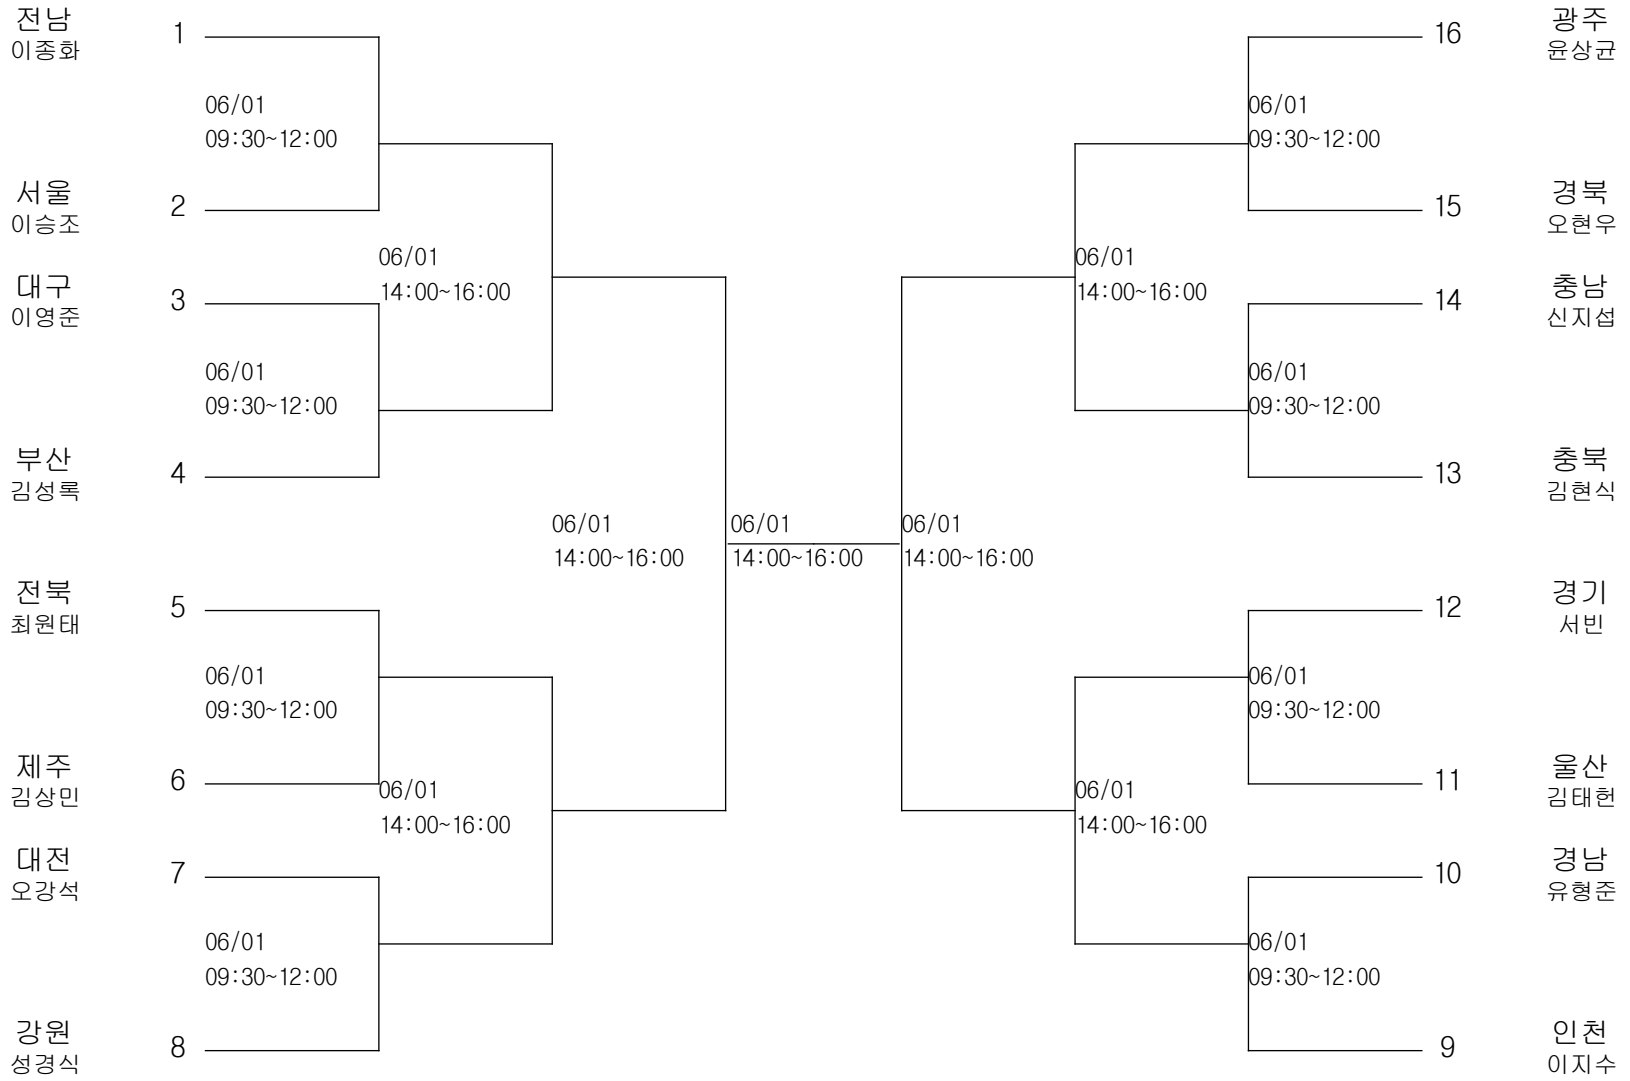 전남
이종화
1
06/01
09:30~12:00
서울
이승조
2
06/01
14:00~16:00
대구
이영준
3
06/01
09:30~12:00
부산
김성록
4
06/01
14:00~16:00
전북
최원태
5
06/01
09:30~12:00
제주
김상민
6
06/01
14:00~16:00
대전
오강석
7
06/01
09:30~12:00
강원
성경식
8
06/01
14:00~16:00
16
광주
윤상균
06/01
09:30~12:00
15
경북
오현우
06/01
14:00~16:00
14
충남
신지섭
06/01
09:30~12:00
13
충북
김현식
06/01
14:00~16:00
12
경기
서빈
06/01
09:30~12:00
11
울산
김태헌
06/01
14:00~16:00
10
경남
유형준
06/01
09:30~12:00
9
인천
이지수